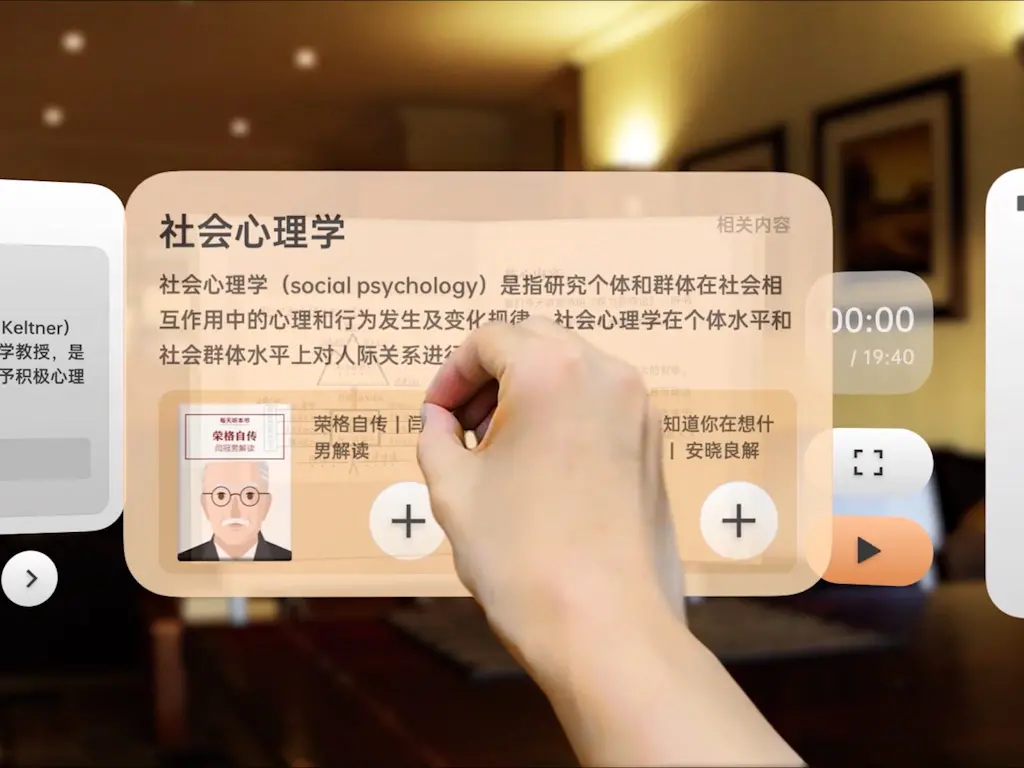 Keltner)
学教授，是
予积极心理
社会心理学
相关内容
社会心理学（social psychology）是指研究个体和群体在社会相
互作用中的心理和行为发生及变化规律
社会心理学在个体水平和
社会群体水平上对人际关系进行
每天听本书
荣格自传
闫冠男解读
荣格自传 | 闫
男解读
知道你在想什
| 安晓良解
00:00
/ 19:40